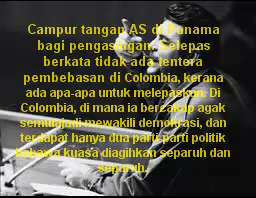 Campur tangan AS di Panama
bagi pengasingan. Selepas
berkata tidak ada tentera
pembebasan di Colombia, kerana
ada apa-apa untuk melepaskan. Di
Colombia, di mana ia bercakap agak
semulajadi mewakili demokrasi, dan
terdapat hanya dua parti parti politik
bahawa kuasa diagihkan separuh dan
separuh.